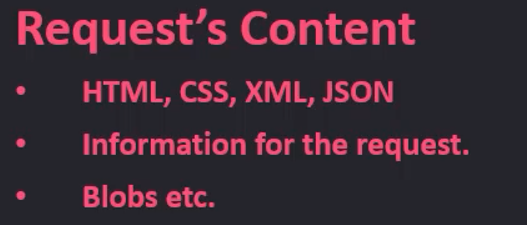 Request’s Content
• HTML, CSS, XML, JSON
• Information for the request.
• Blobs etc.